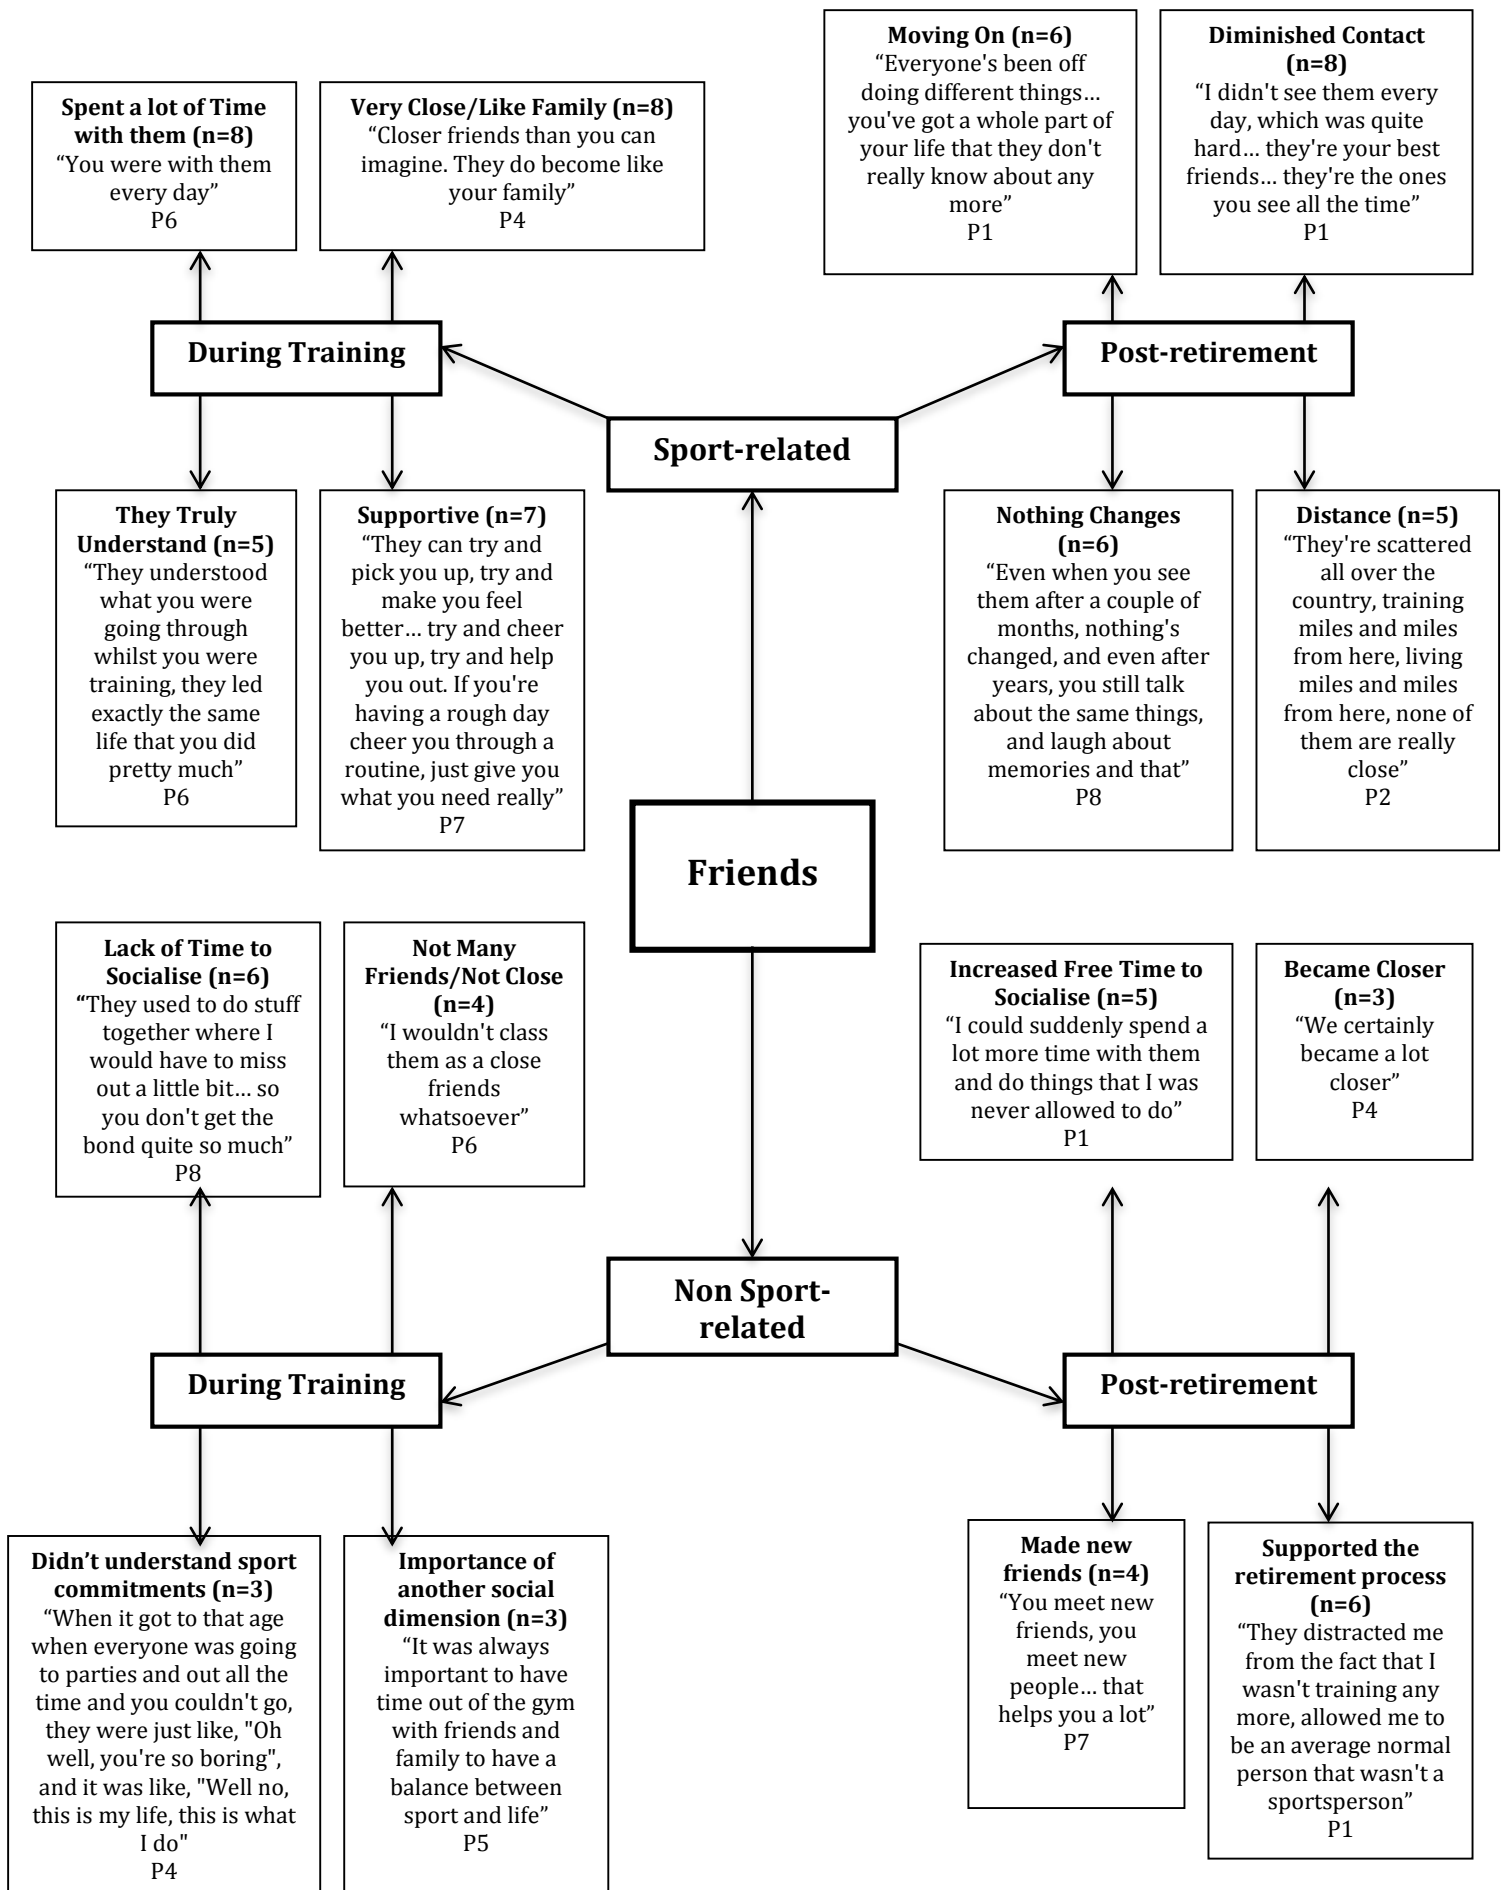 Moving On (n=6)
“Everyone's been off
doing different things…
you've got a whole part of
your life that they don't
really know about any
more”
P1
Diminished Contact
(n=8)
“I didn't see them every
day, which was quite
hard… they're your best
friends… they're the ones
you see all the time”
P1
Spent a lot of Time
with them (n=8)
“You were with them
every day”
P6
Very Close/Like Family (n=8)
“Closer friends than you can
imagine. They do become like
your family”
P4
During Training
Post-retirement
Sport-related
They Truly
Understand (n=5)
“They understood
what you were
going through
whilst you were
training, they led
exactly the same
life that you did
pretty much”
P6
Supportive (n=7)
“They can try and
pick you up, try and
make you feel
better… try and cheer
you up, try and help
you out. If you're
having a rough day
cheer you through a
routine, just give you
what you need really”
P7
Nothing Changes
(n=6)
“Even when you see
them after a couple of
months, nothing's
changed, and even after
years, you still talk
about the same things,
and laugh about
memories and that”
P8
Distance (n=5)
“They're scattered
all over the
country, training
miles and miles
from here, living
miles and miles
from here, none of
them are really
close”
P2
Friends
Lack of Time to
Socialise (n=6)
“They used to do stuff
together where I
would have to miss
out a little bit… so
you don't get the
bond quite so much”
P8
Not Many
Friends/Not Close
(n=4)
“I wouldn't class
them as a close
friends
whatsoever”
P6
Increased Free Time to
Socialise (n=5)
“I could suddenly spend a
lot more time with them
and do things that I was
never allowed to do”
P1
Became Closer
(n=3)
“We certainly
became a lot
closer”
P4
Non Sport-
related
During Training
Post-retirement
Didn’t understand sport
commitments (n=3)
“When it got to that age
when everyone was going
to parties and out all the
time and you couldn't go,
they were just like, "Oh
well, you're so boring",
and it was like, "Well no,
this is my life, this is what
I do"
P4
Importance of
another social
dimension (n=3)
“It was always
important to have
time out of the gym
with friends and
family to have a
balance between
sport and life”
P5
Made new
friends (n=4)
“You meet new
friends, you
meet new
people… that
helps you a lot”
P7
Supported the
retirement process
(n=6)
“They distracted me
from the fact that I
wasn't training any
more, allowed me to
be an average normal
person that wasn't a
sportsperson”
P1